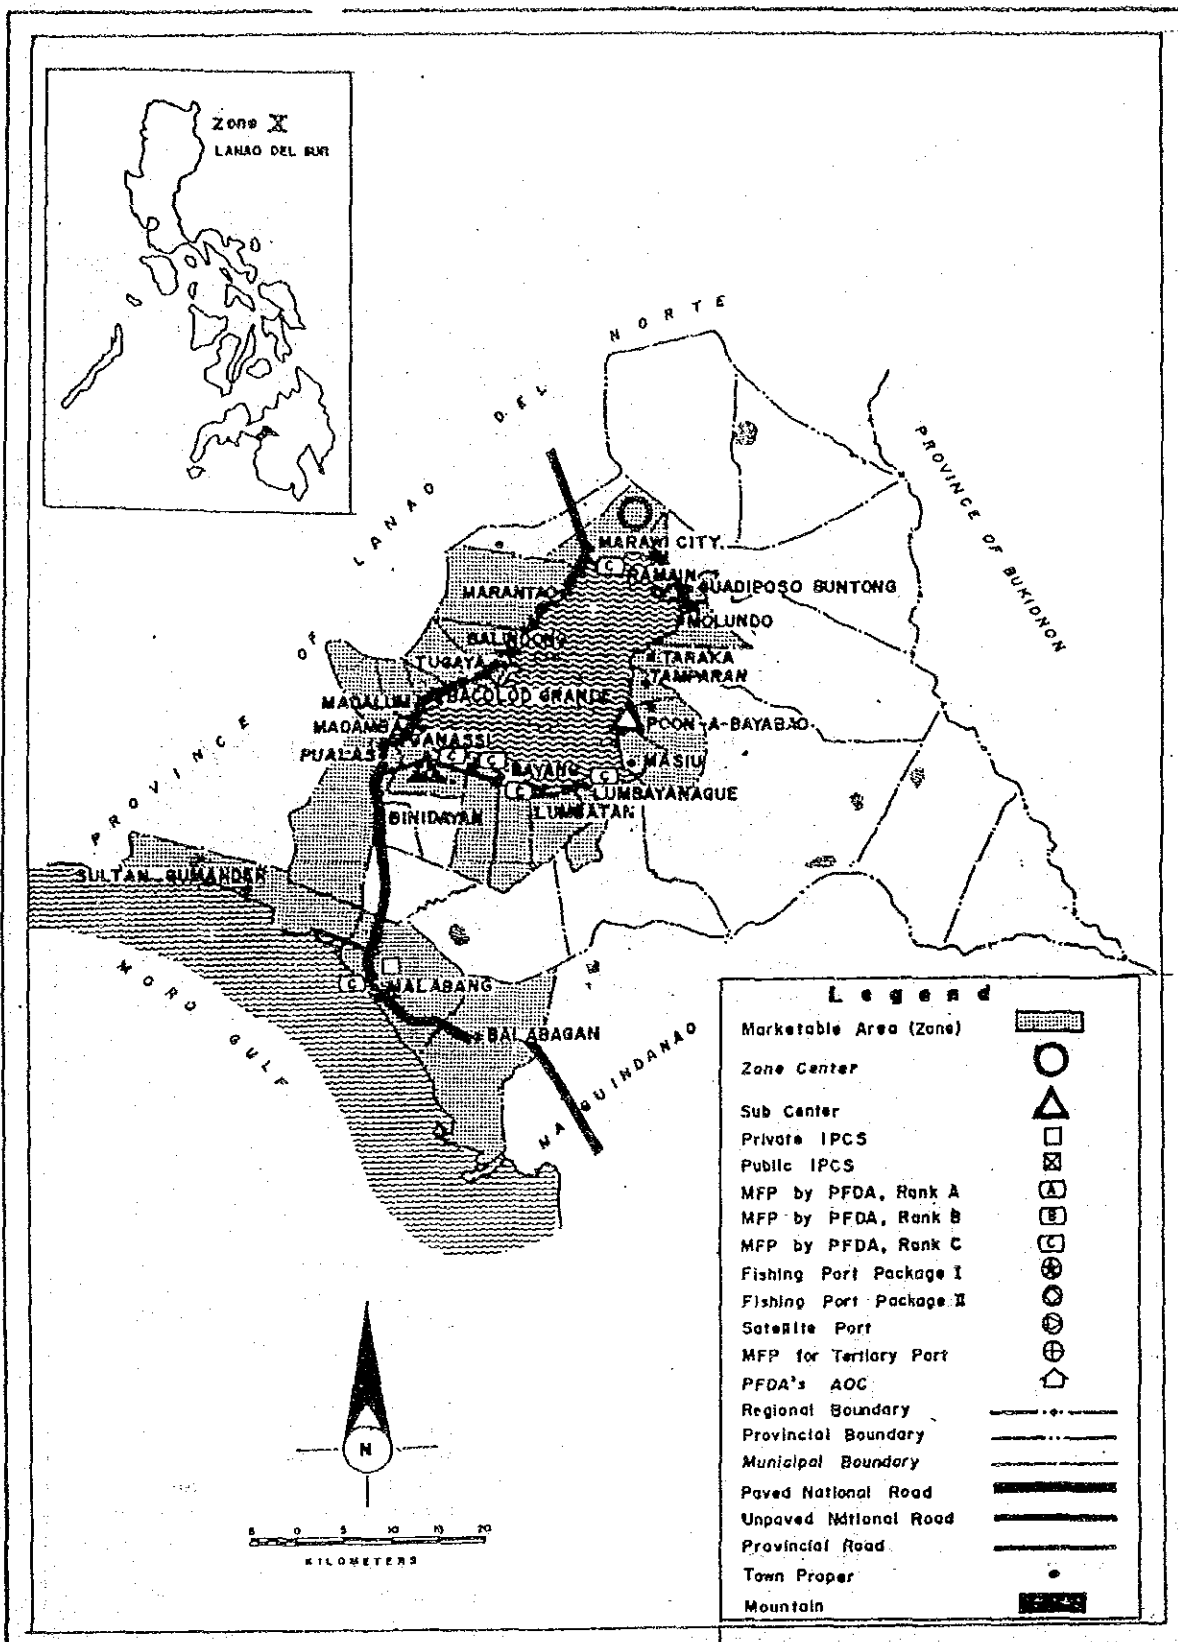 Zone X
LANAO DEL SUR
LANAO DEL NORTE
PROVINCE OF
PROVINCE OF BUKIDNON
MARAWI CITY
C
RAMAIN
BUADIPOSO BUNTONG
MARANTAO
MOLUNDO
BALINDONG
TARAKA
TUGAYA
TAMPARAN
BACOLOD GRANDE
MADALUM
POON-A-BAYABAO
MADAMBA
GANASSI
PUALAS
C
C
MASIU
BAYANG
C
LUMBAYANAGUE
C
BINIDAYAN
LUMBATAN
SULTAN GUMANDER
MORO GULF
C
MALABANG
BALABAGAN
MAGUINDANAO
Legend
Marketable Area (Zone)
Zone Center
Sub Center
Private IPCS
Public IPCS
MFP by PFDA, Rank A
A
MFP by PFDA, Rank B
B
MFP by PFDA, Rank C
C
Fishing Port Package I
Fishing Port Package II
Satellite Port
MFP for Tertiary Port
PFDA's AOC
Regional Boundary
Provincial Boundary
Municipal Boundary
Paved National Road
Unpaved National Road
Provincial Road
Town Proper
Mountain
N
5 0 5 10 15 20
KILOMETERS